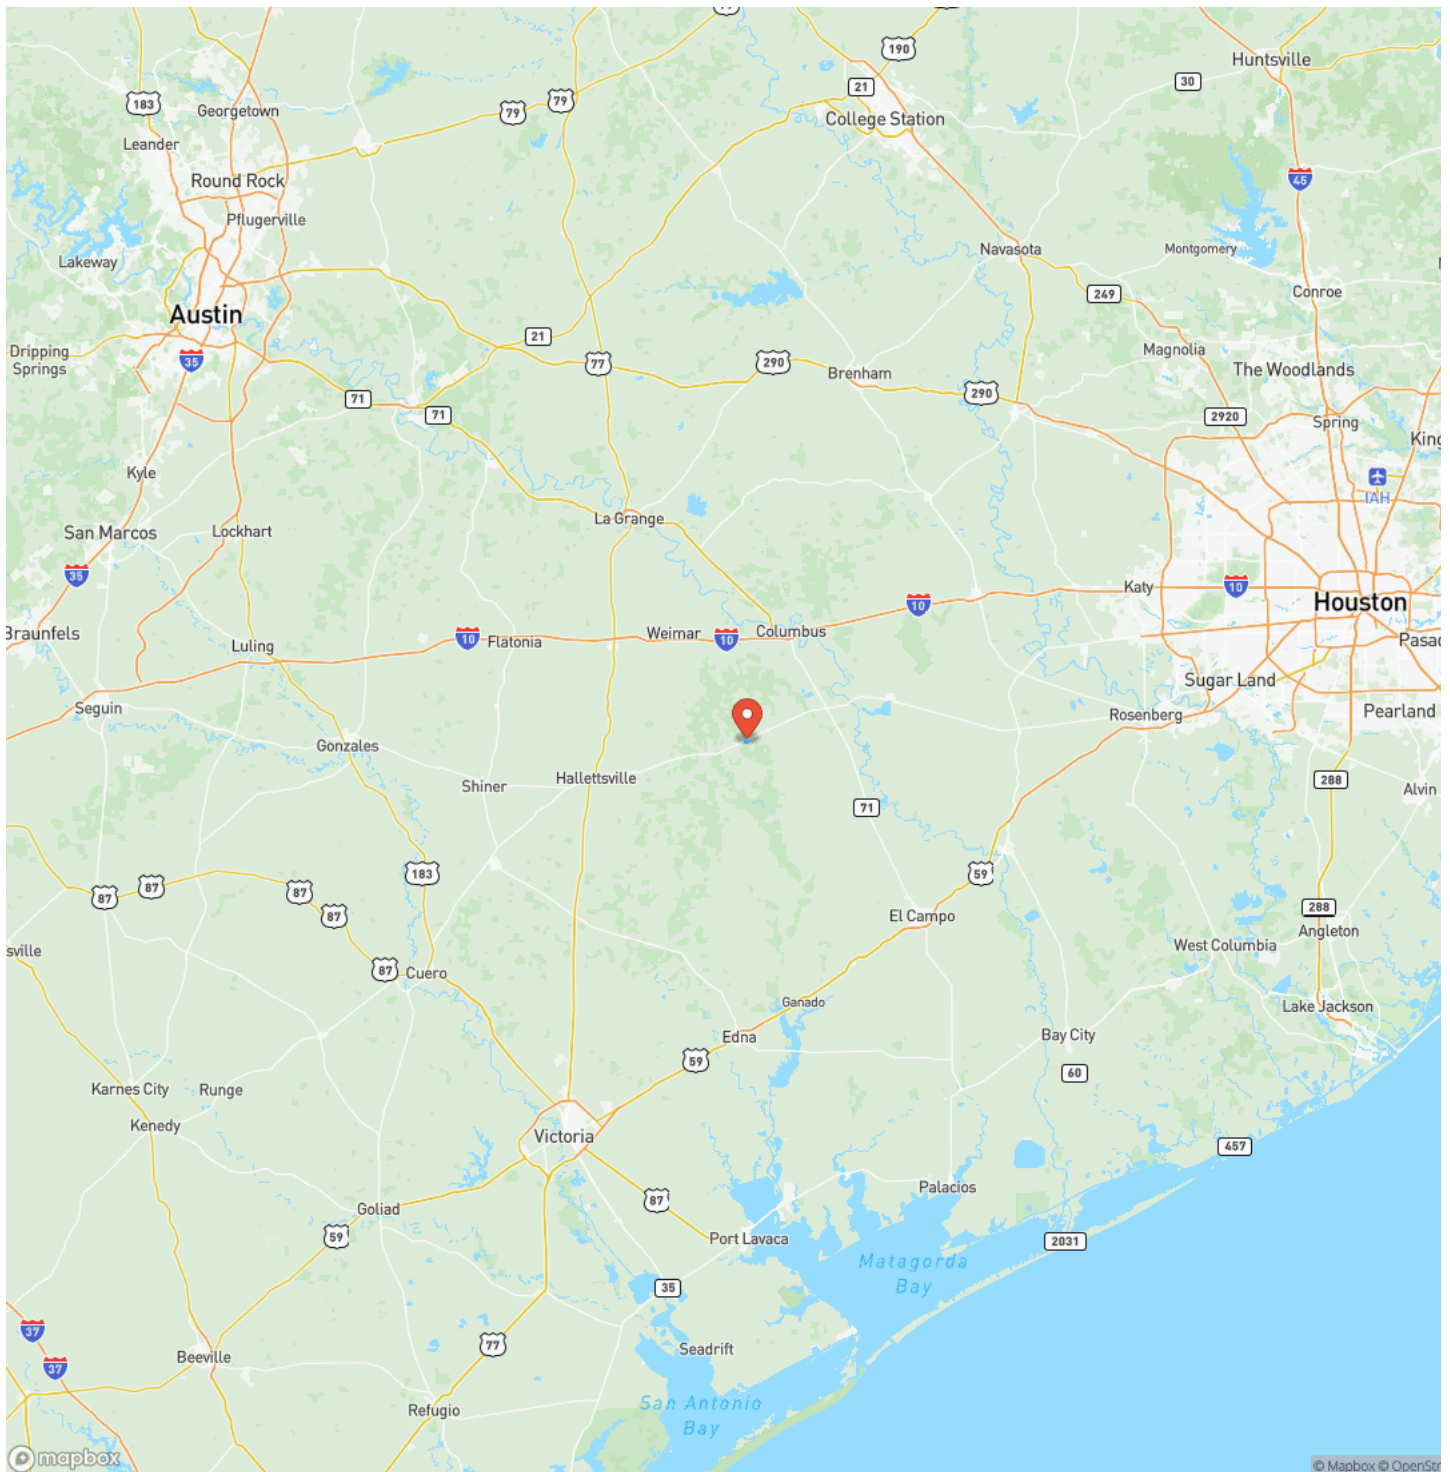 77
190
Huntsville
183
79
79
21
30
Georgetown
College Station
Leander
Round Rock
45
Pflugerville
Lakeway
Navasota
Montgomery
Austin
249
Conroe
Dripping
Springs
35
21
77
290
Brenham
290
Magnolia
The Woodlands
71
71
2920
Spring
King
Kyle
IAH
San Marcos
Lockhart
La Grange
35
Katy
10
10
Houston
Braunfels
Luling
10
Flatonia
Weimar
10
Columbus
Pasad
Sugar Land
Seguin
Rosenberg
Pearland
Gonzales
Shiner
Hallettsville
288
Alvin
71
87
87
87
87
183
59
El Campo
288
Angleton
sville
87
Cuero
West Columbia
Ganado
Lake Jackson
Edna
59
Bay City
60
Karnes City
Runge
Kenedy
Victoria
457
Palacios
87
Goliad
59
Port Lavaca
2031
Matagorda
Bay
35
37
77
Seadrift
37
Beeville
San Antonio
Bay
Refugio
mapbox
© Mapbox © OpenStr